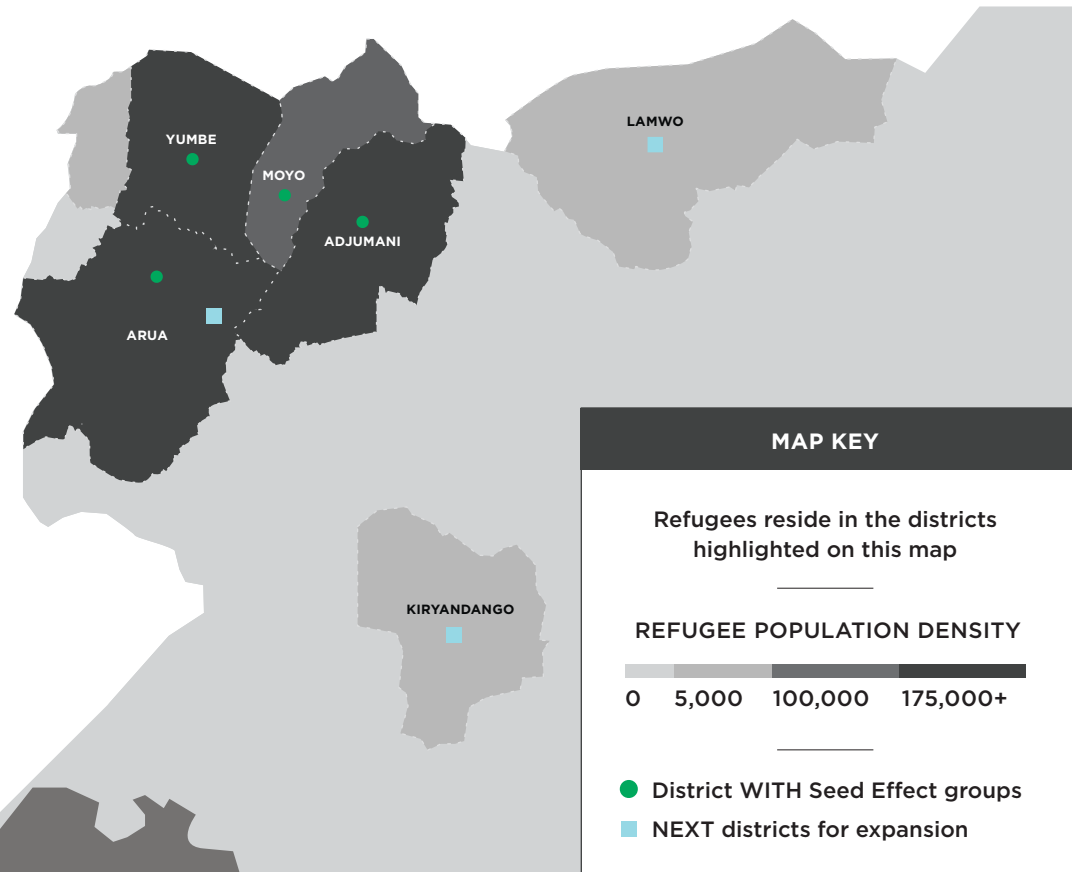 LAMWO
YUMBE
MOYO
ADJUMANI
ARUA
KIRYANDANGO
MAP KEY
Refugees reside in the districts
highlighted on this map
REFUGEE POPULATION DENSITY
0 5,000 100,000 175,000+
District WITH Seed Effect groups
NEXT districts for expansion